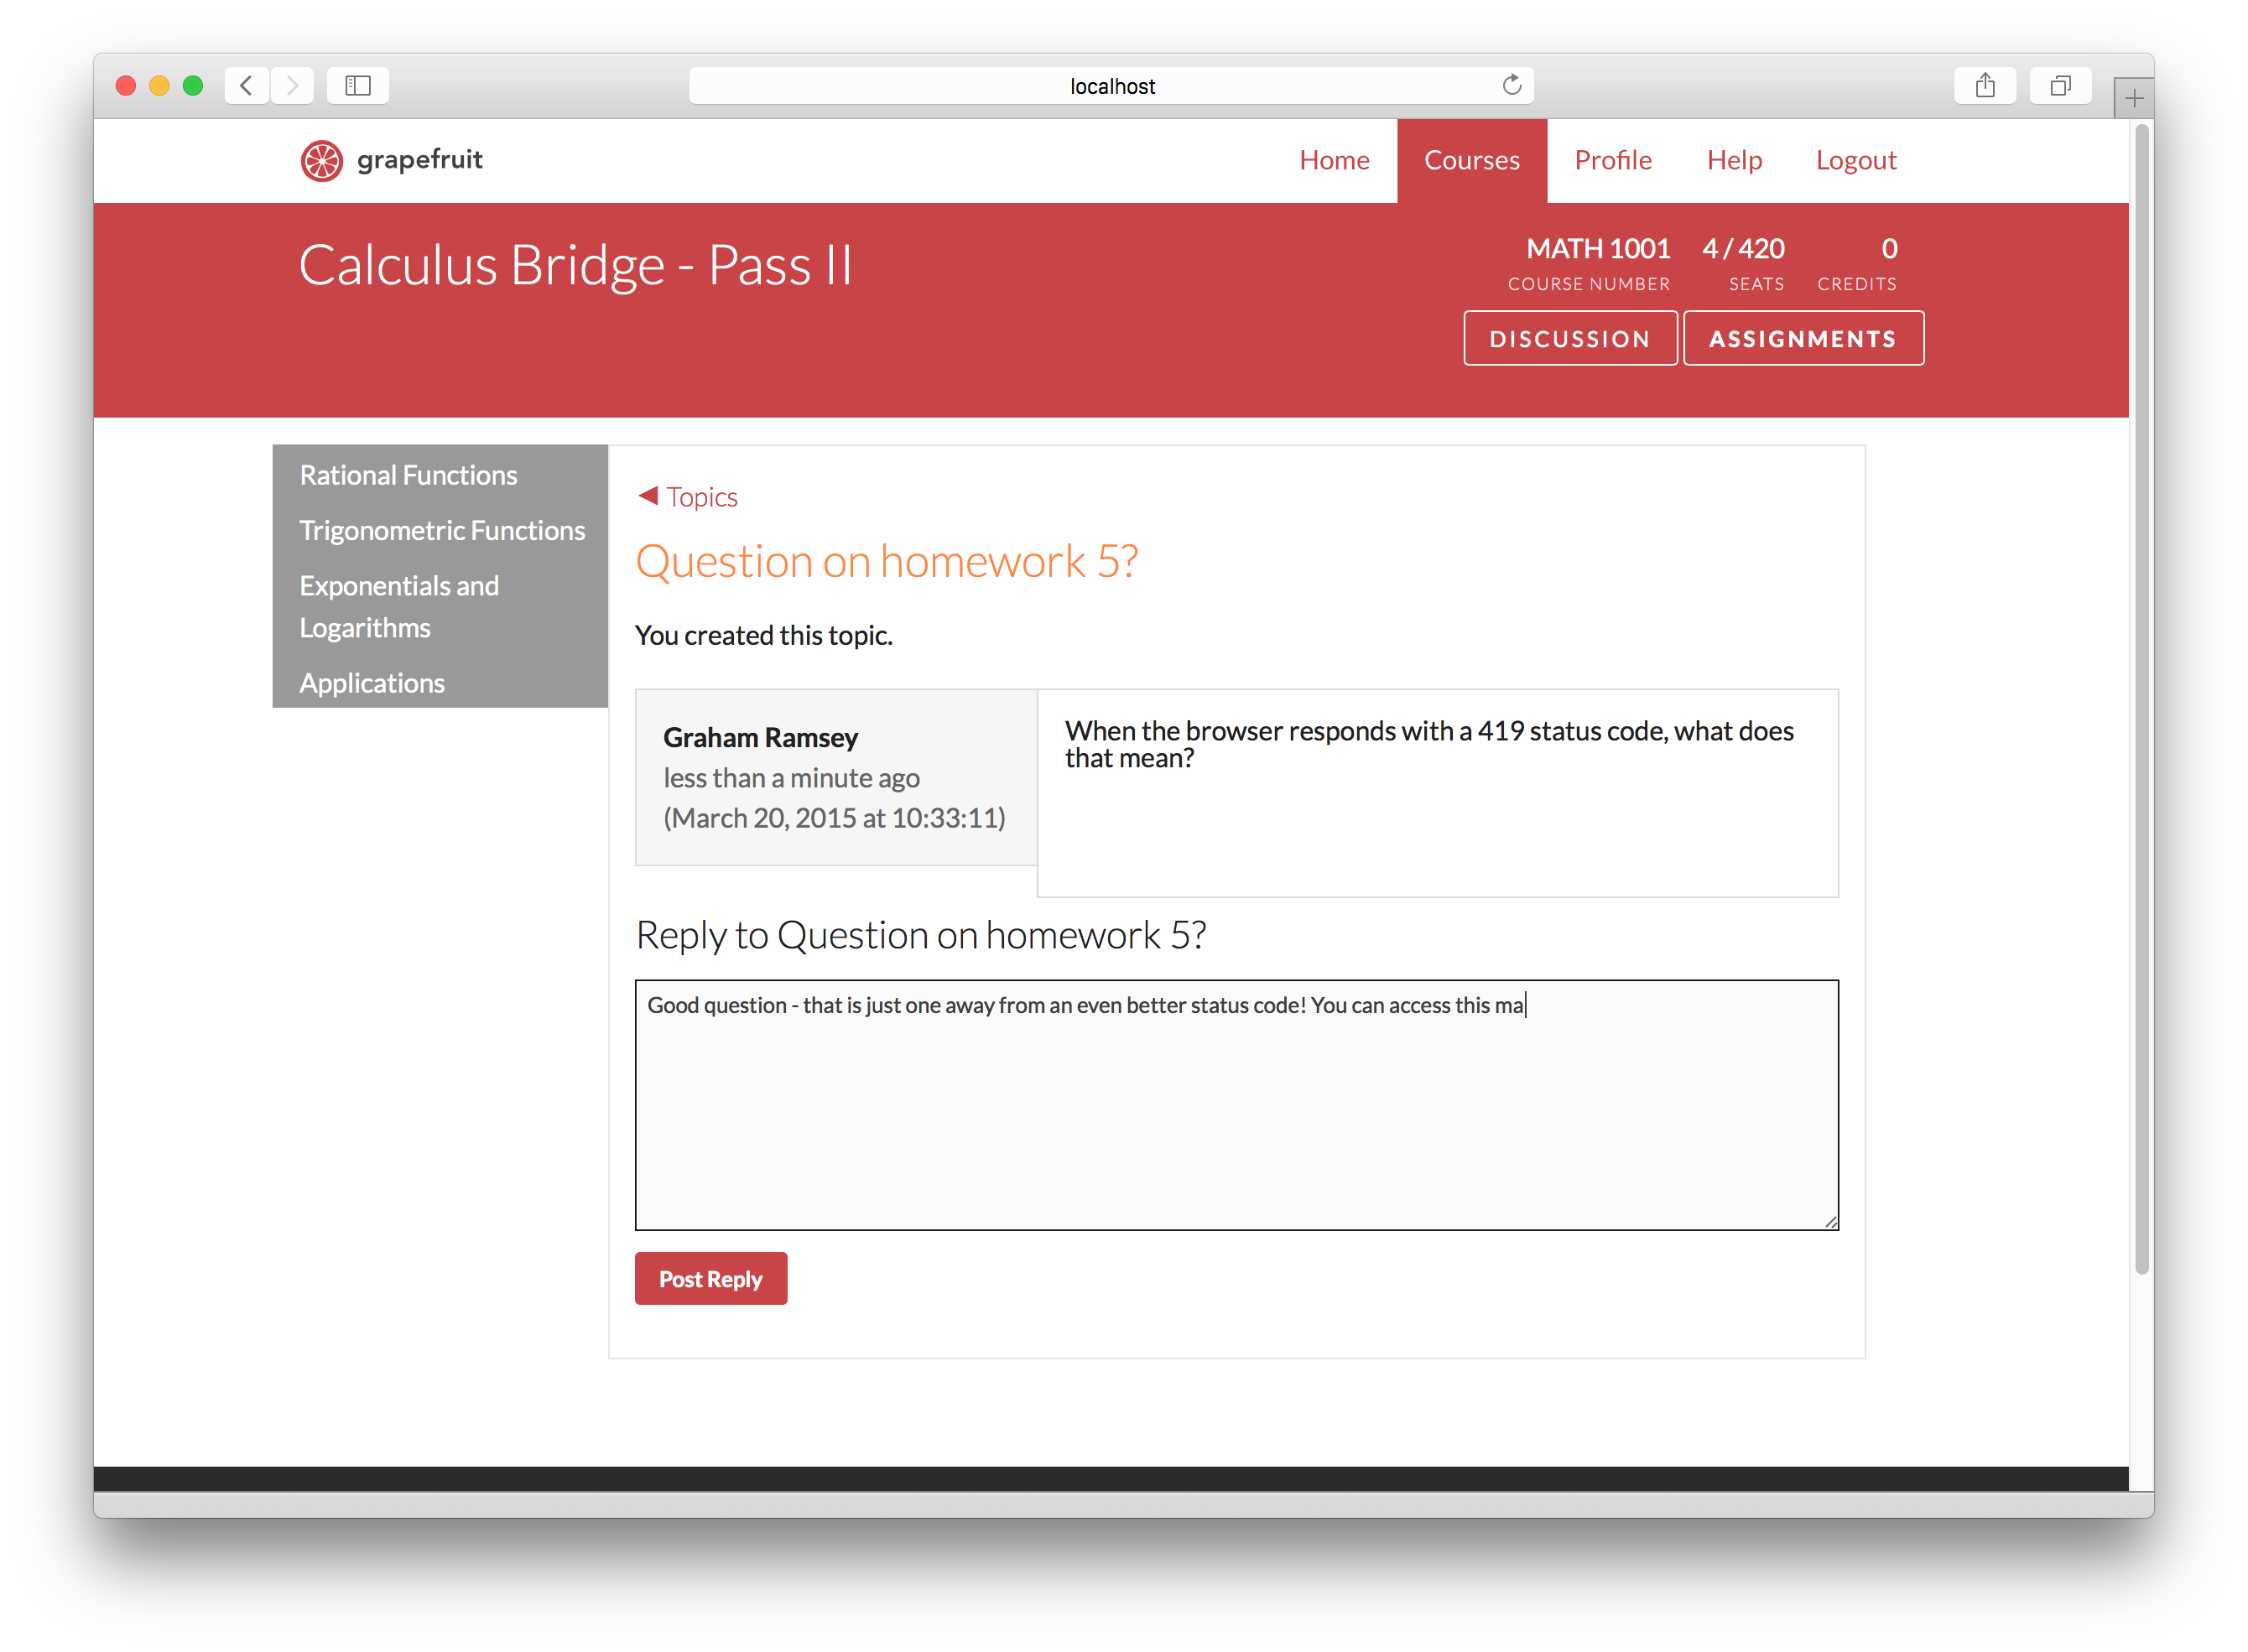 localhost
grapefruit
Home Courses Profile Help Logout
Calculus Bridge - Pass II
MATH 1001 4 / 420 0
COURSE NUMBER SEATS CREDITS
DISCUSSION ASSIGNMENTS
Rational Functions
Trigonometric Functions
Exponentials and
Logarithms
Applications
◀ Topics
Question on homework 5?
You created this topic.
Graham Ramsey
less than a minute ago
(March 20, 2015 at 10:33:11)
When the browser responds with a 419 status code, what does
that mean?
Reply to Question on homework 5?
Good question - that is just one away from an even better status code! You can access this ma
Post Reply